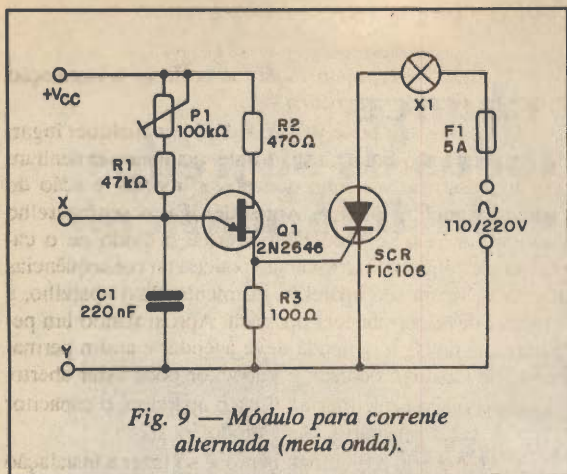 +VCC
P1
100kΩ
R1
47kΩ
X
C1
220nF
Y
R2
470Ω
Q1
2N2646
R3
100Ω
SCR
TIC106
X1
F1
5A
110/220V
Fig. 9 — Módulo para corrente
alternada (meia onda).